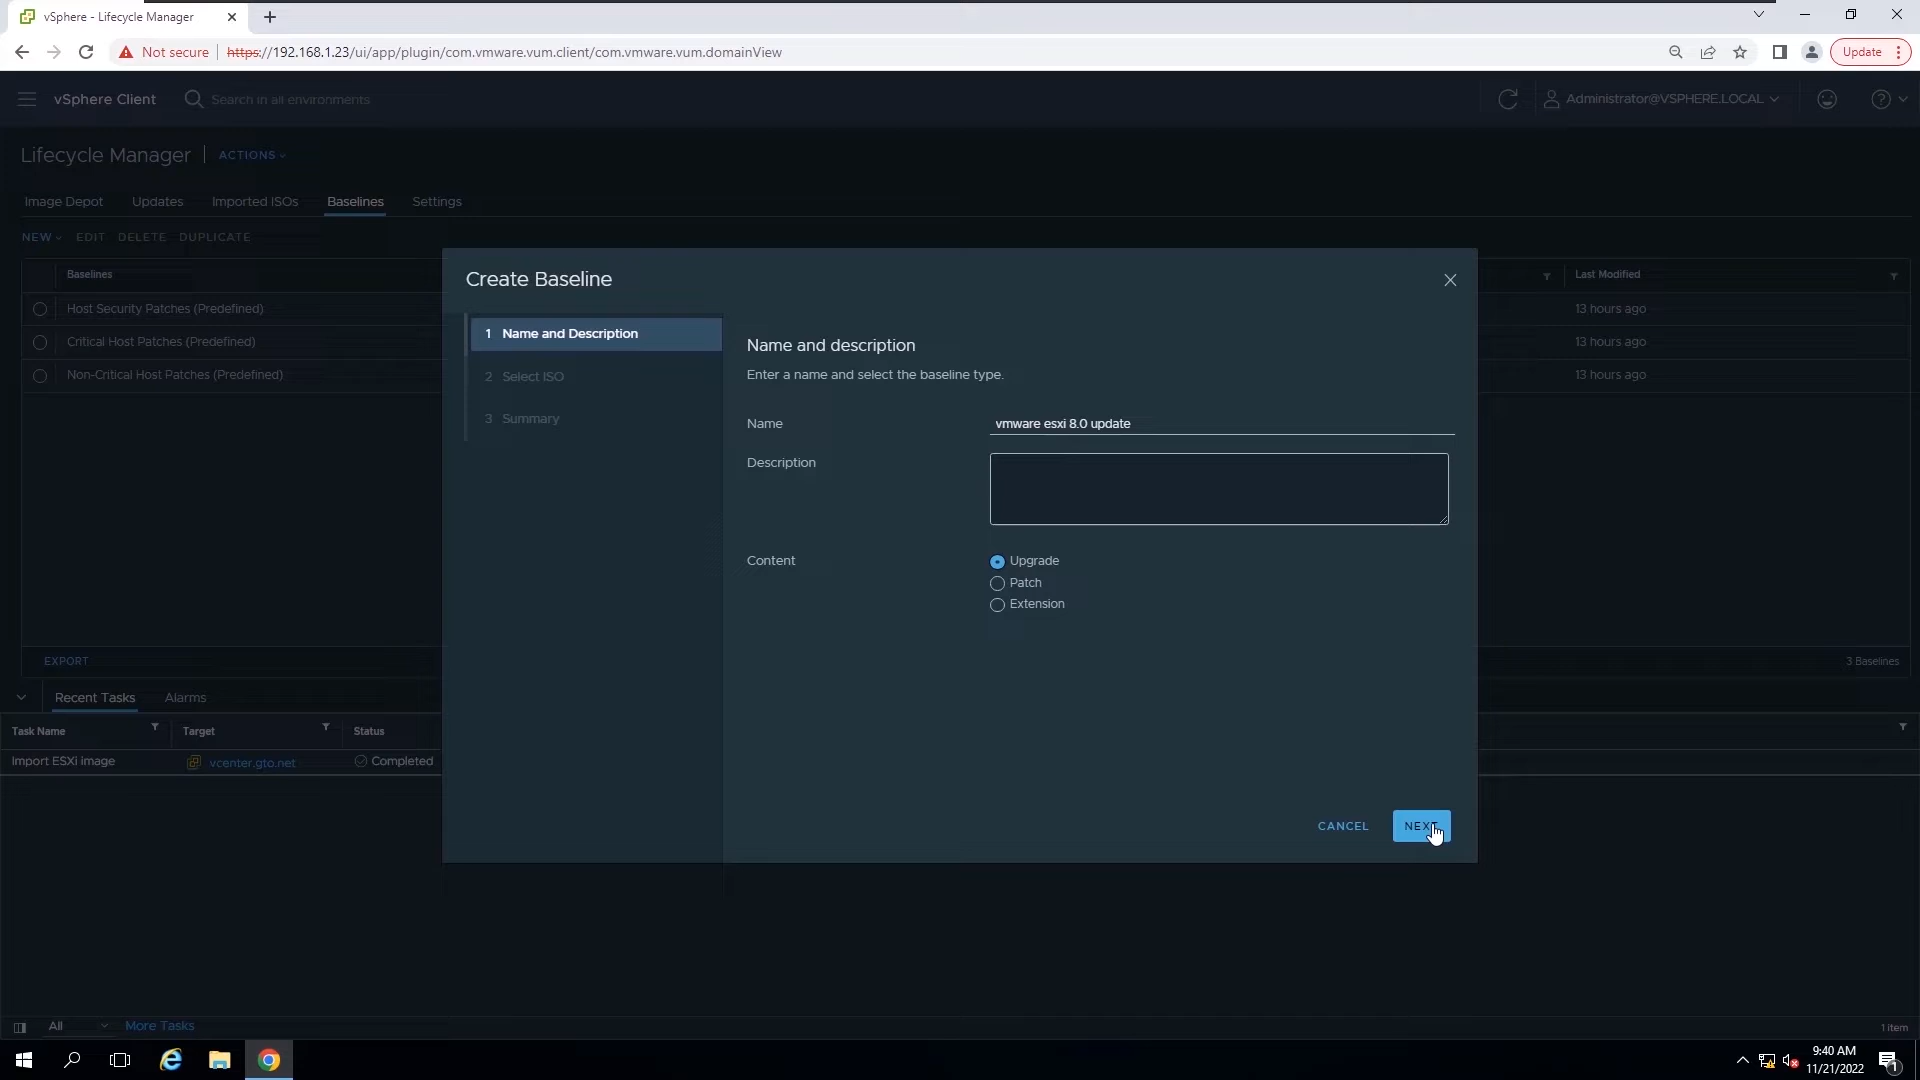 vSphere - Lifecycle Manager
Not secure https://192.168.1.23/ui/app/plugin/com.vmware.vum.client/com.vmware.vum.domainView
Update
vSphere Client Search in all environments
Administrator@VSPHERE.LOCAL
Lifecycle Manager ACTIONS
Image Depot Updates Imported ISOs Baselines Settings
NEW EDIT DELETE DUPLICATE
Baselines Last Modified
Host Security Patches (Predefined) 13 hours ago
Critical Host Patches (Predefined) 13 hours ago
Non-Critical Host Patches (Predefined) 13 hours ago
EXPORT 3 Baselines
Create Baseline
1 Name and Description
2 Select ISO
3 Summary
Name and description
Enter a name and select the baseline type.
Name vmware esxi 8.0 update
Description
Content Upgrade
Patch
Extension
CANCEL NEXT
Recent Tasks Alarms
Task Name Target Status
Import ESXi image vcenter.gto.net Completed
All More Tasks 1 item
9:40 AM
11/21/2022
1